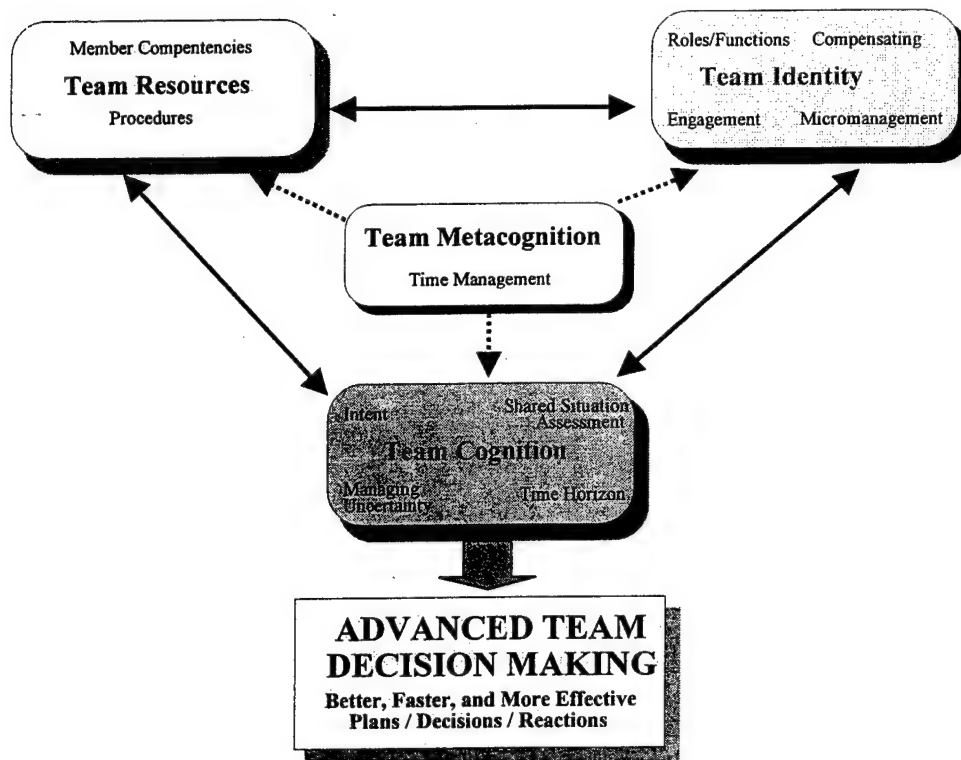 Member Compentencies
Team Resources
Procedures
Roles/Functions Compensating
Team Identity
Engagement Micromanagement
Team Metacognition
Time Management
Intent
Shared Situation
Assessment
Team Cognition
Managing
Uncertainty
Time Horizon
ADVANCED TEAM
DECISION MAKING
Better, Faster, and More Effective
Plans / Decisions / Reactions